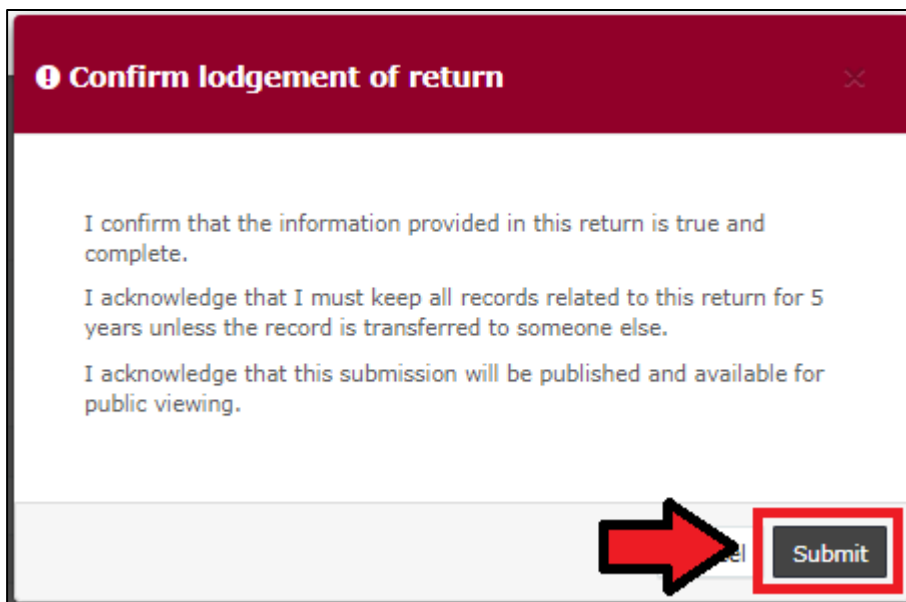 Confirm lodgement of return
I confirm that the information provided in this return is true and
complete.
I acknowledge that I must keep all records related to this return for 5
years unless the record is transferred to someone else.
I acknowledge that this submission will be published and available for
public viewing.
Submit